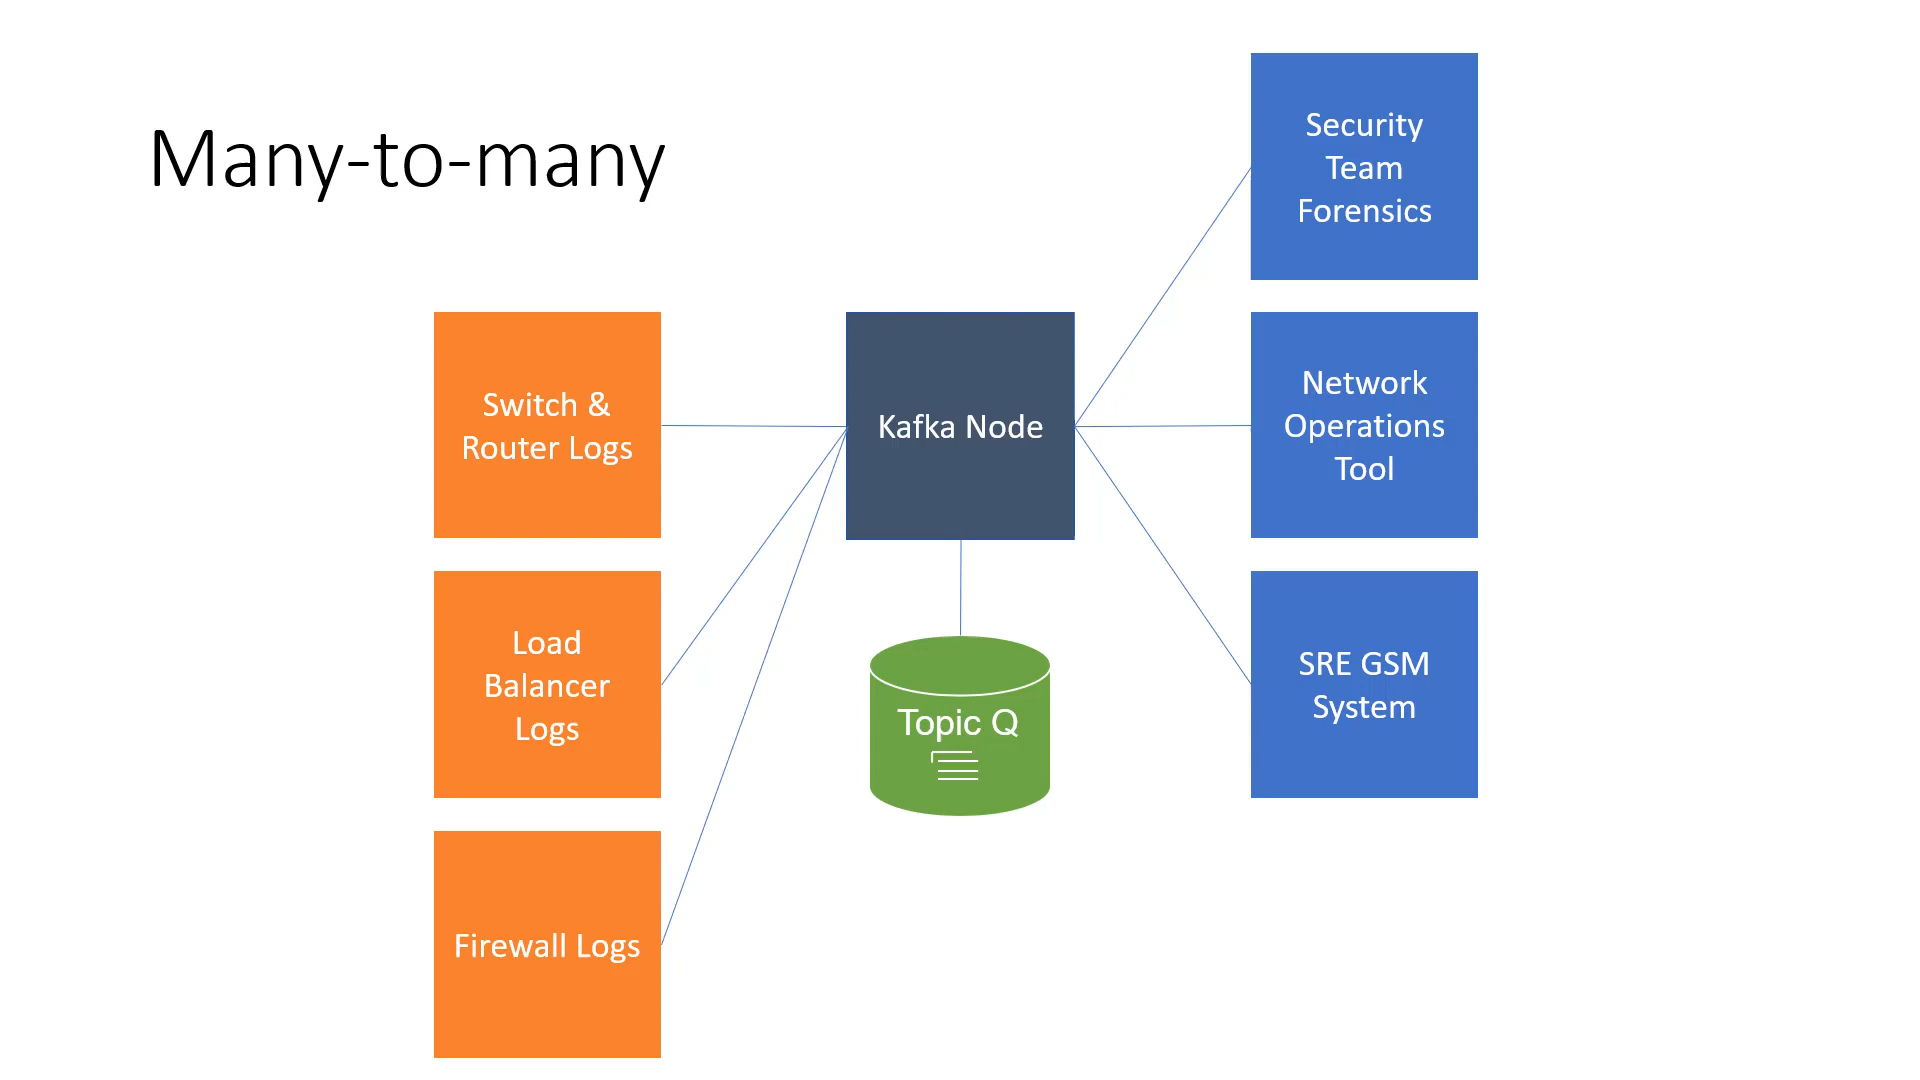 Many-to-many
Security
Team
Forensics
Switch &
Router Logs
Kafka Node
Network
Operations
Tool
Load
Balancer
Logs
Topic Q
SRE GSM
System
Firewall Logs